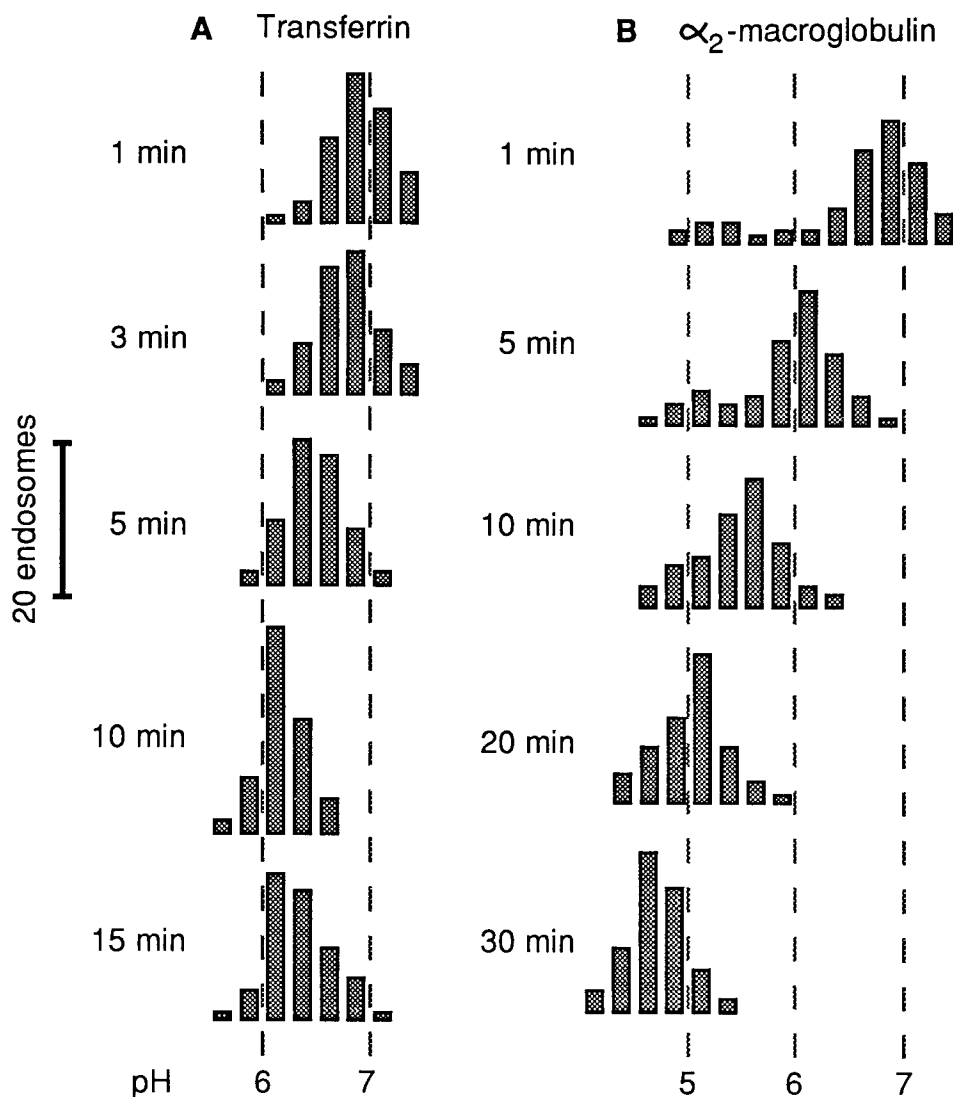 A Transferrin
1 min
3 min
5 min
10 min
15 min
20 endosomes
pH 6 7
B α₂-macroglobulin
1 min
5 min
10 min
20 min
30 min
5 6 7